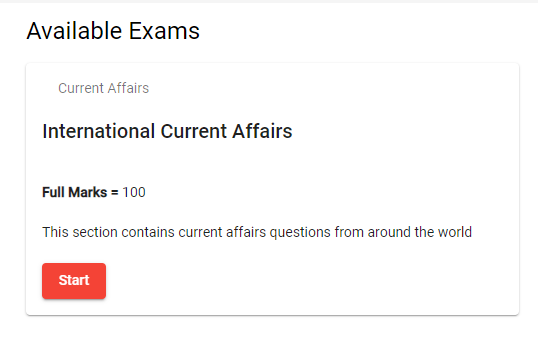 Available Exams
Current Affairs
International Current Affairs
Full Marks = 100
This section contains current affairs questions from around the world
Start